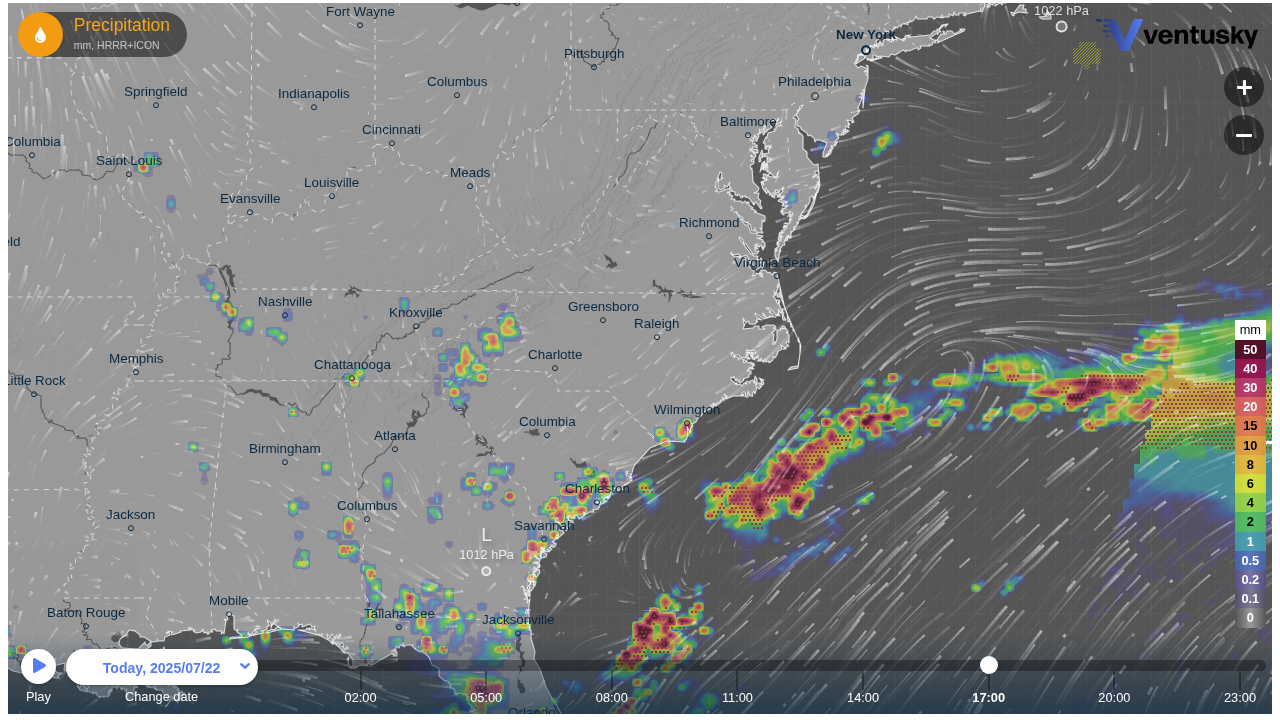 Fort Wayne
1022 hPa
Precipitation
mm, HRRR+ICON
New York
ventusky
Pittsburgh
Springfield
Indianapolis
Columbus
Philadelphia
Baltimore
Cincinnati
Columbia
Saint Louis
Meads
Louisville
Evansville
Richmond
eld
Virginia Beach
Nashville
Knoxville
Greensboro
Raleigh
mm
50
40
30
20
15
10
8
6
4
2
1
0.5
0.2
0.1
0
Memphis
Chattanooga
Charlotte
Little Rock
Wilmington
Columbia
Atlanta
Birmingham
Charleston
Columbus
Jackson
Savannah
L
1012 hPa
Mobile
Baton Rouge
Tallahassee
Jacksonville
Today, 2025/07/22
Play
Change date
02:00
05:00
08:00
11:00
14:00
17:00
20:00
23:00
Orlando